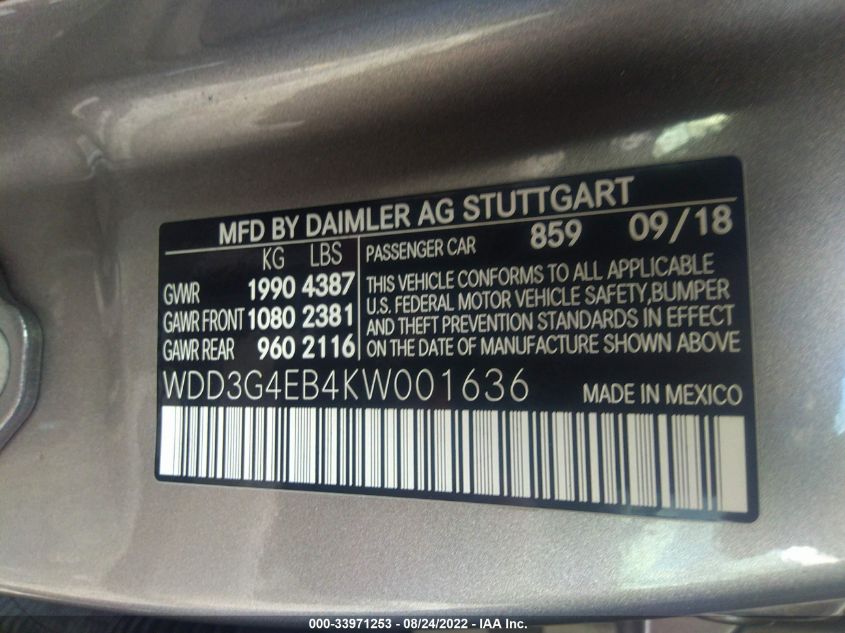 MFD BY DAIMLER AG STUTTGART
KG LBS PASSENGER CAR 859 09/18
GVWR 1990 4387
GAWR FRONT 1080 2381
GAWR REAR 960 2116
THIS VEHICLE CONFORMS TO ALL APPLICABLE
U.S. FEDERAL MOTOR VEHICLE SAFETY,BUMPER
AND THEFT PREVENTION STANDARDS IN EFFECT
ON THE DATE OF MANUFACTURE SHOWN ABOVE
WDD3G4EB4KW001636 MADE IN MEXICO
000-33971253 - 08/24/2022 - IAA Inc.